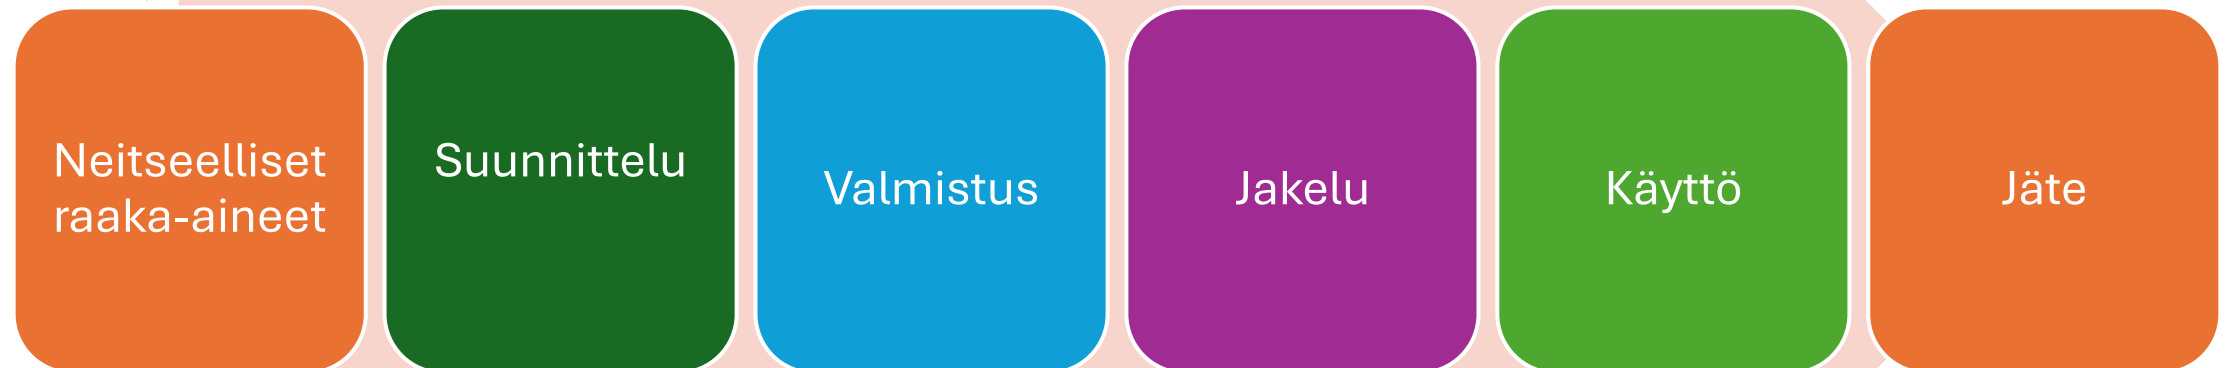 Neitseelliset
raaka-aineet
Suunnittelu
Valmistus
Jakelu
Käyttö
Jäte